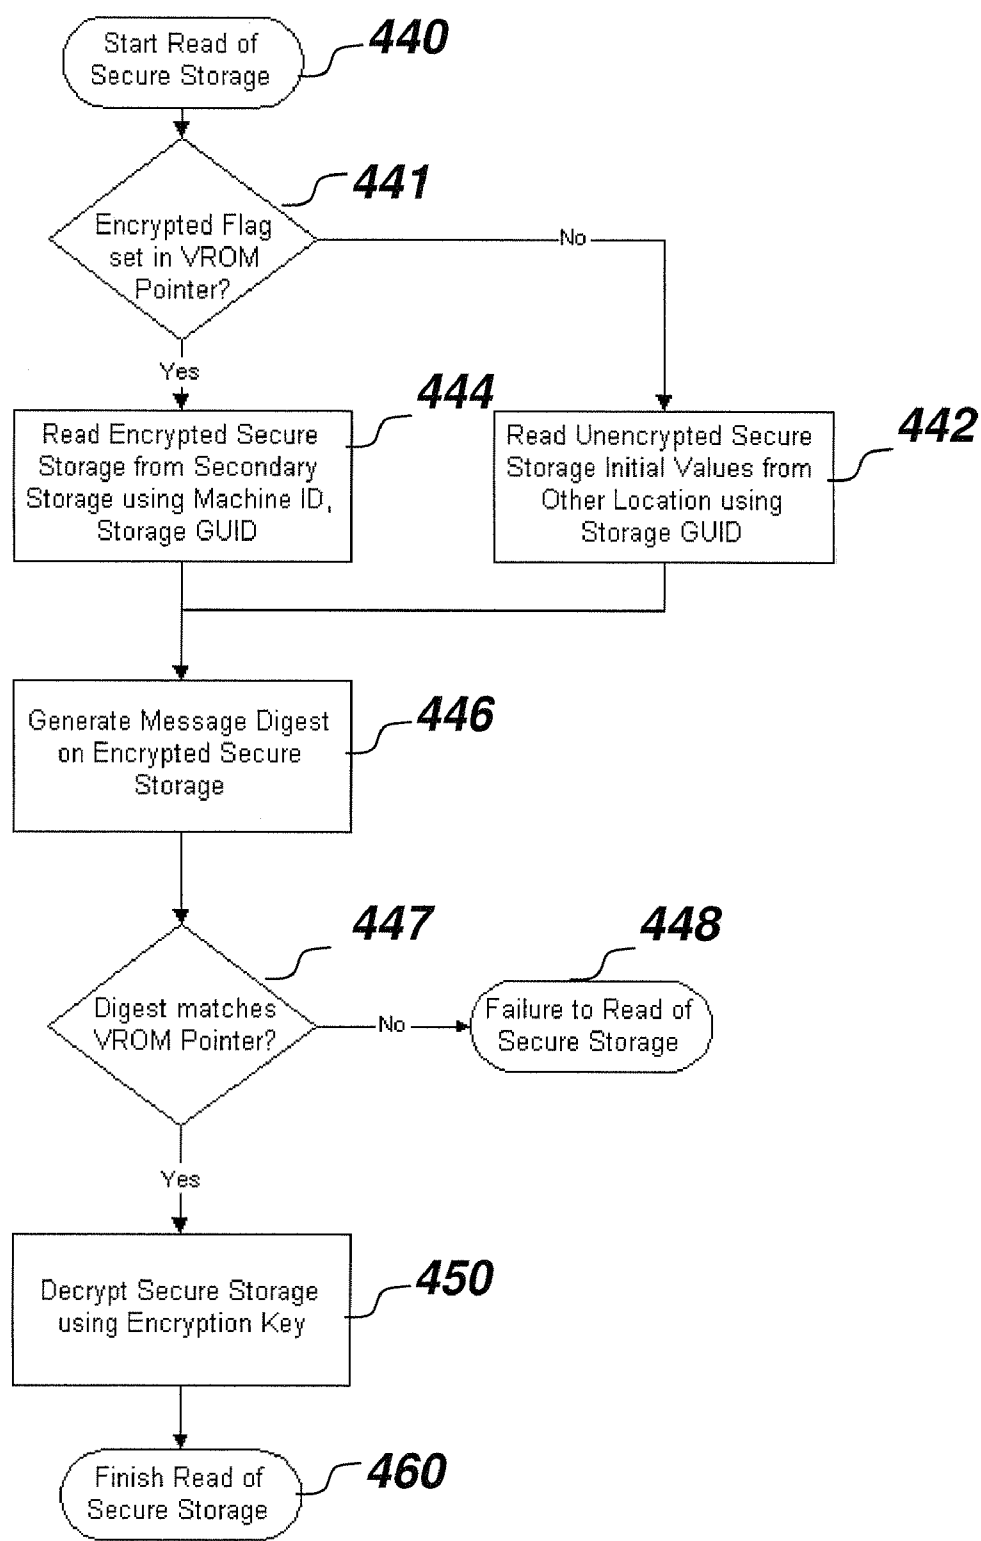 Start Read of
Secure Storage
440
441
Encrypted Flag
set in VROM
Pointer?
No
Yes
444
Read Encrypted Secure
Storage from Secondary
Storage using Machine ID,
Storage GUID
442
Read Unencrypted Secure
Storage Initial Values from
Other Location using
Storage GUID
446
Generate Message Digest
on Encrypted Secure
Storage
447
Digest matches
VROM Pointer?
No
448
Failure to Read of
Secure Storage
Yes
450
Decrypt Secure Storage
using Encryption Key
460
Finish Read of
Secure Storage